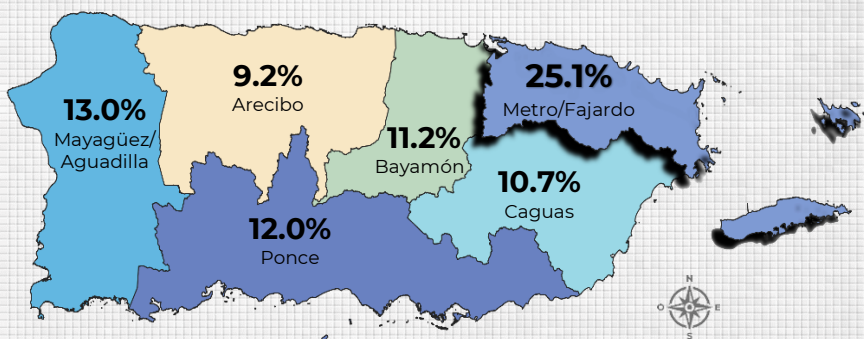 9.2%
Arecibo
25.1%
Metro/Fajardo
13.0%
Mayagüez/
Aguadilla
11.2%
Bayamón
10.7%
Caguas
12.0%
Ponce
N
O
E
S